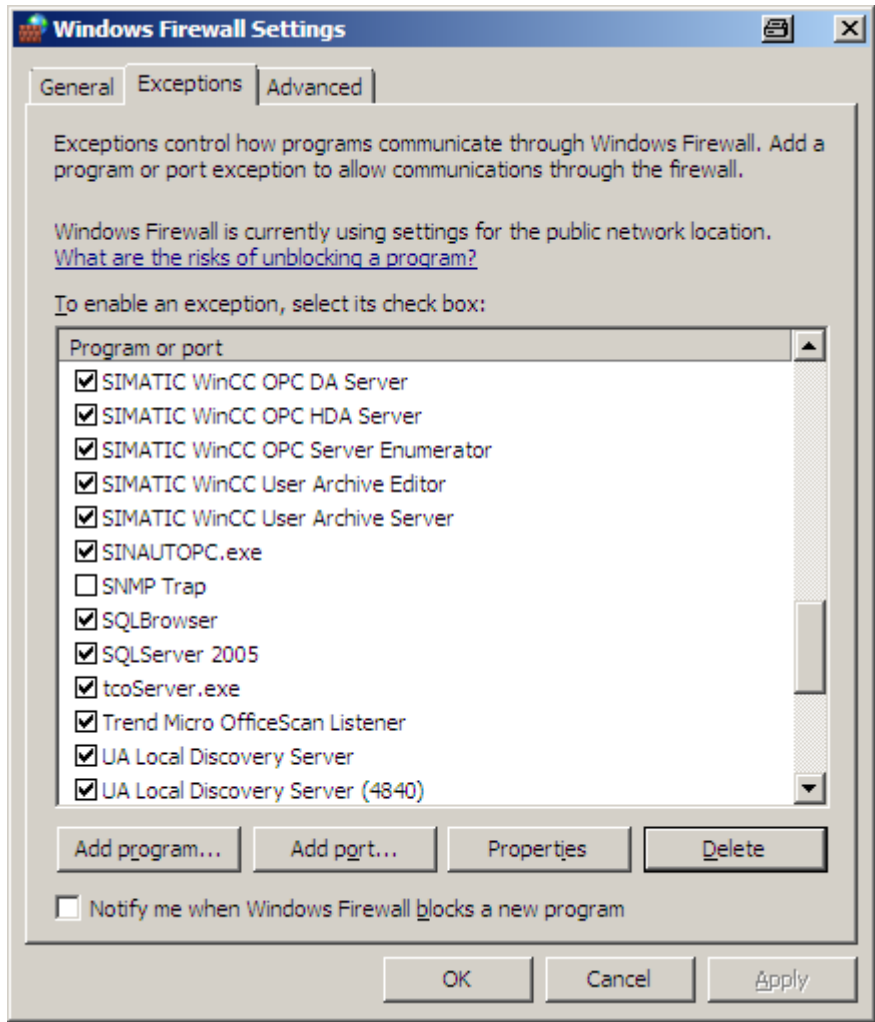 Windows Firewall Settings
General Exceptions Advanced
Exceptions control how programs communicate through Windows Firewall. Add a
program or port exception to allow communications through the firewall.
Windows Firewall is currently using settings for the public network location.
What are the risks of unblocking a program?
To enable an exception, select its check box:
Program or port
SIMATIC WinCC OPC DA Server
SIMATIC WinCC OPC HDA Server
SIMATIC WinCC OPC Server Enumerator
SIMATIC WinCC User Archive Editor
SIMATIC WinCC User Archive Server
SINAUTOPC.exe
SNMP Trap
SQLBrowser
SQLServer 2005
tcoServer.exe
Trend Micro OfficeScan Listener
UA Local Discovery Server
UA Local Discovery Server (4840)
Add program... Add port... Properties Delete
Notify me when Windows Firewall blocks a new program
OK Cancel Apply